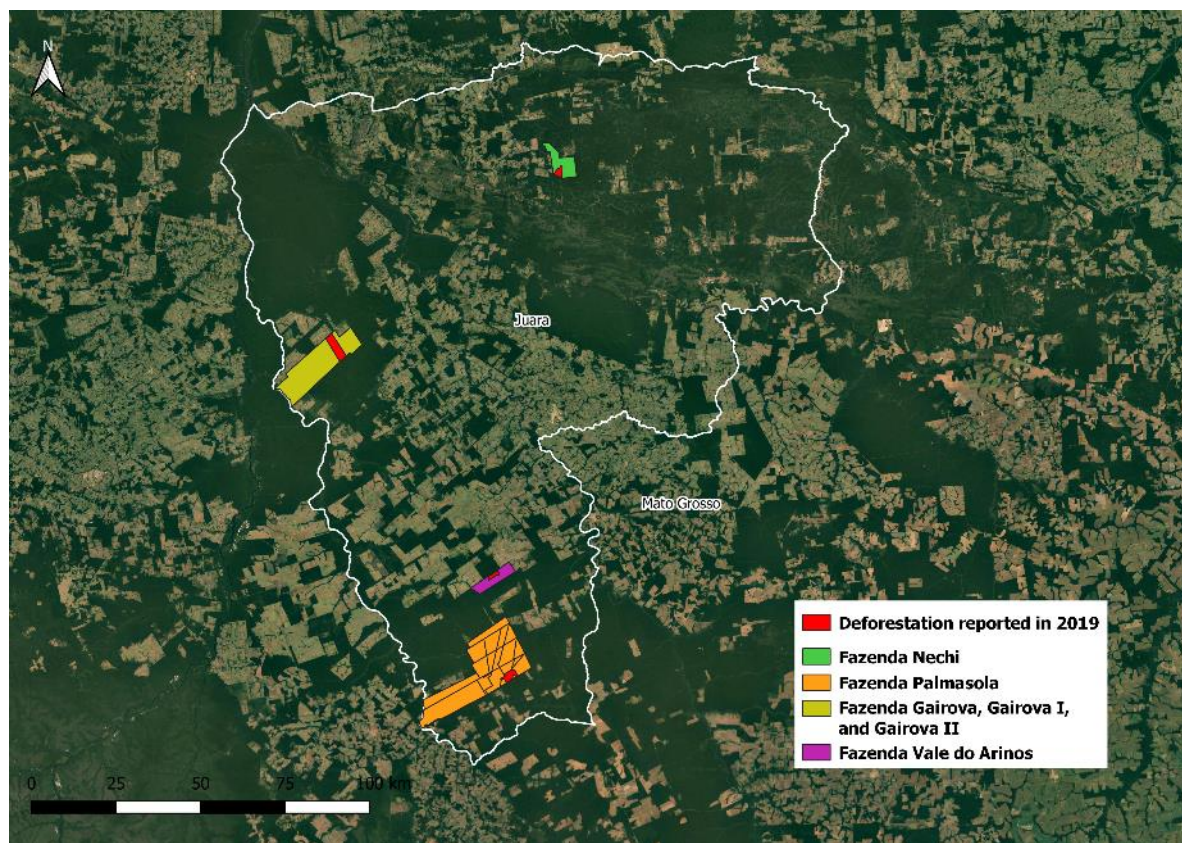 N
Juara
Mato Grosso
Deforestation reported in 2019
Fazenda Nechi
Fazenda Palmasola
Fazenda Gairova, Gairova I,
and Gairova II
Fazenda Vale do Arinos
0 25 50 75 100 km